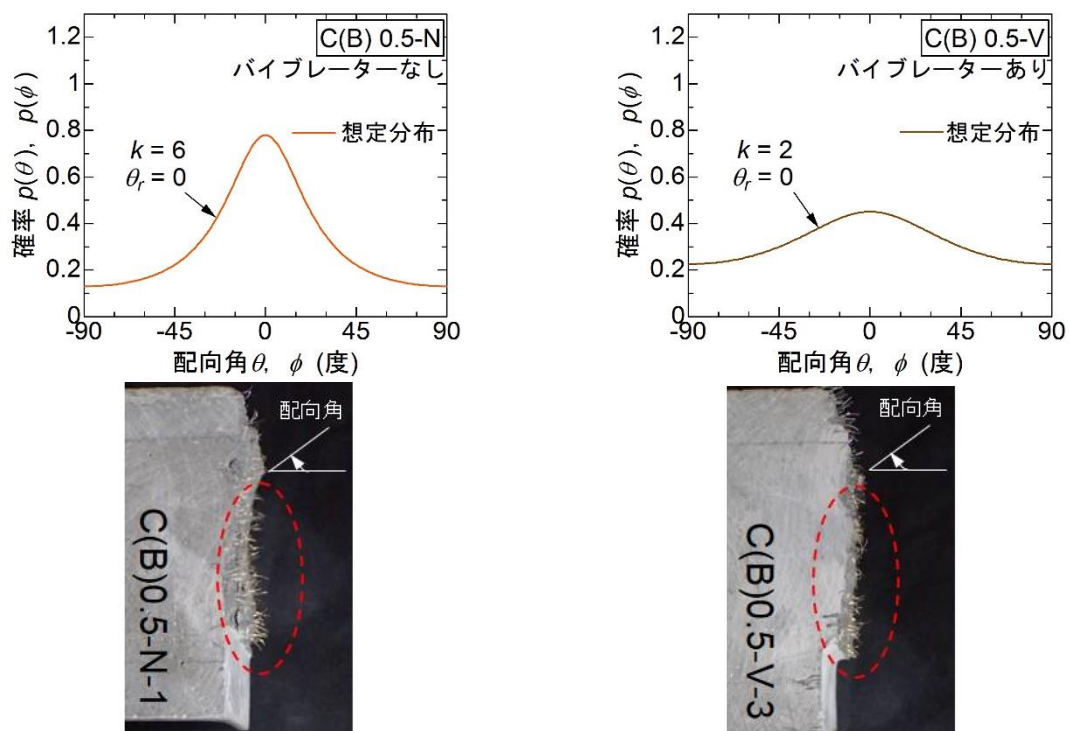 C(B) 0.5-N
バイブレーターなし
想定分布
k = 6
θr = 0
確率 p(θ), p(φ)
1.2
1
0.8
0.6
0.4
0.2
0
-90
-45
0
45
90
配向角θ, φ (度)
配向角
C(B)0.5-N-1
C(B) 0.5-V
バイブレーターあり
想定分布
k = 2
θr = 0
確率 p(θ), p(φ)
1.2
1
0.8
0.6
0.4
0.2
0
-90
-45
0
45
90
配向角θ, φ (度)
配向角
C(B)0.5-V-3